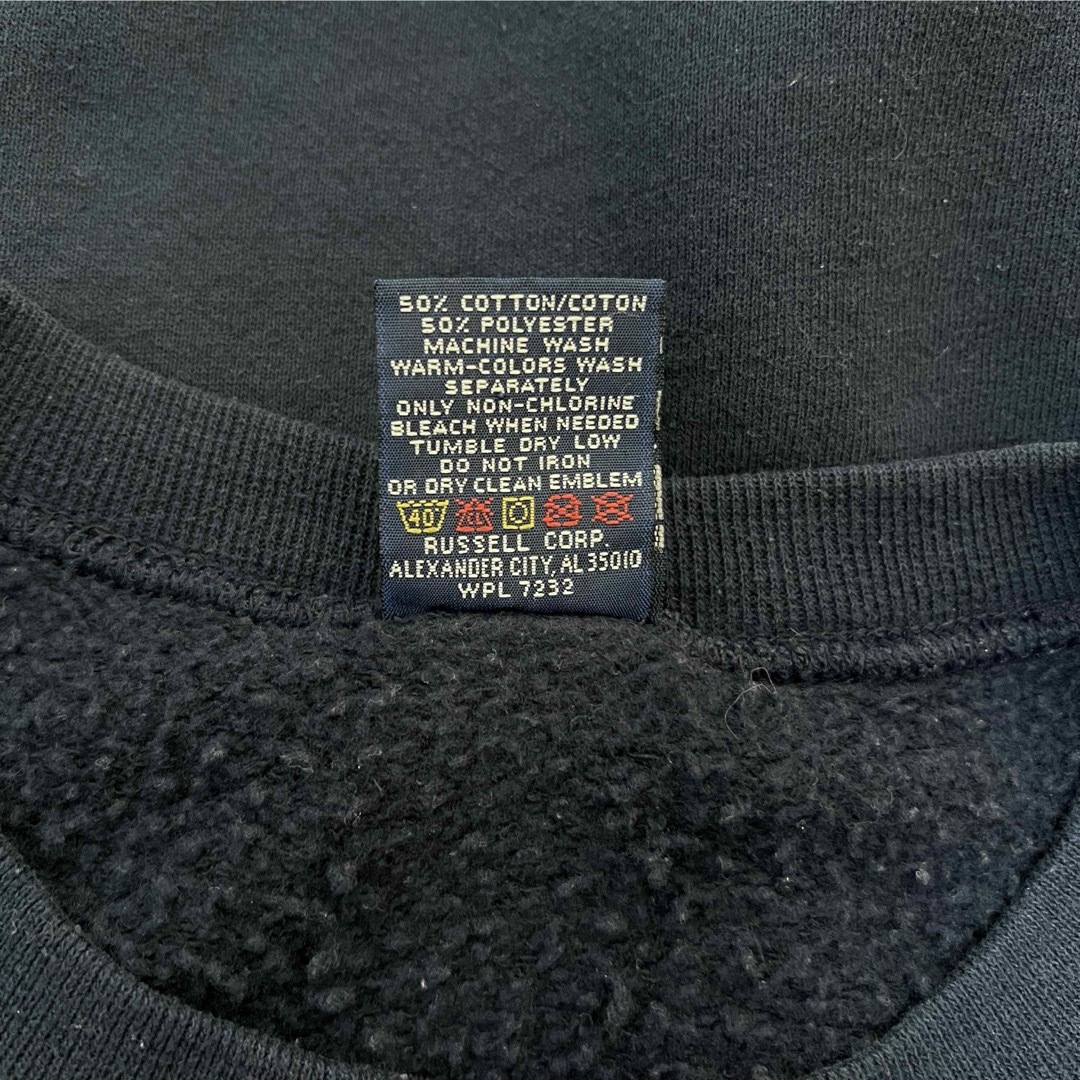 50% COTTON/COTON
50% POLYESTER
MACHINE WASH
WARM-COLORS WASH
SEPARATELY
ONLY NON-CHLORINE
BLEACH WHEN NEEDED
TUMBLE DRY LOW
DO NOT IRON
OR DRY CLEAN EMBLEM
40°
RUSSELL CORP.
ALEXANDER CITY, AL 35010
WPL 7232